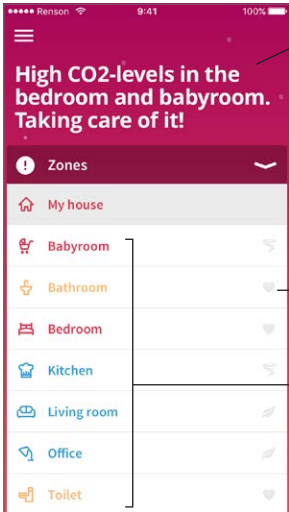 Renson 9:41 100%
High CO2-levels in the
bedroom and babyroom.
Taking care of it!
Zones
My house
Babyroom
Bathroom
Bedroom
Kitchen
Living room
Office
Toilet